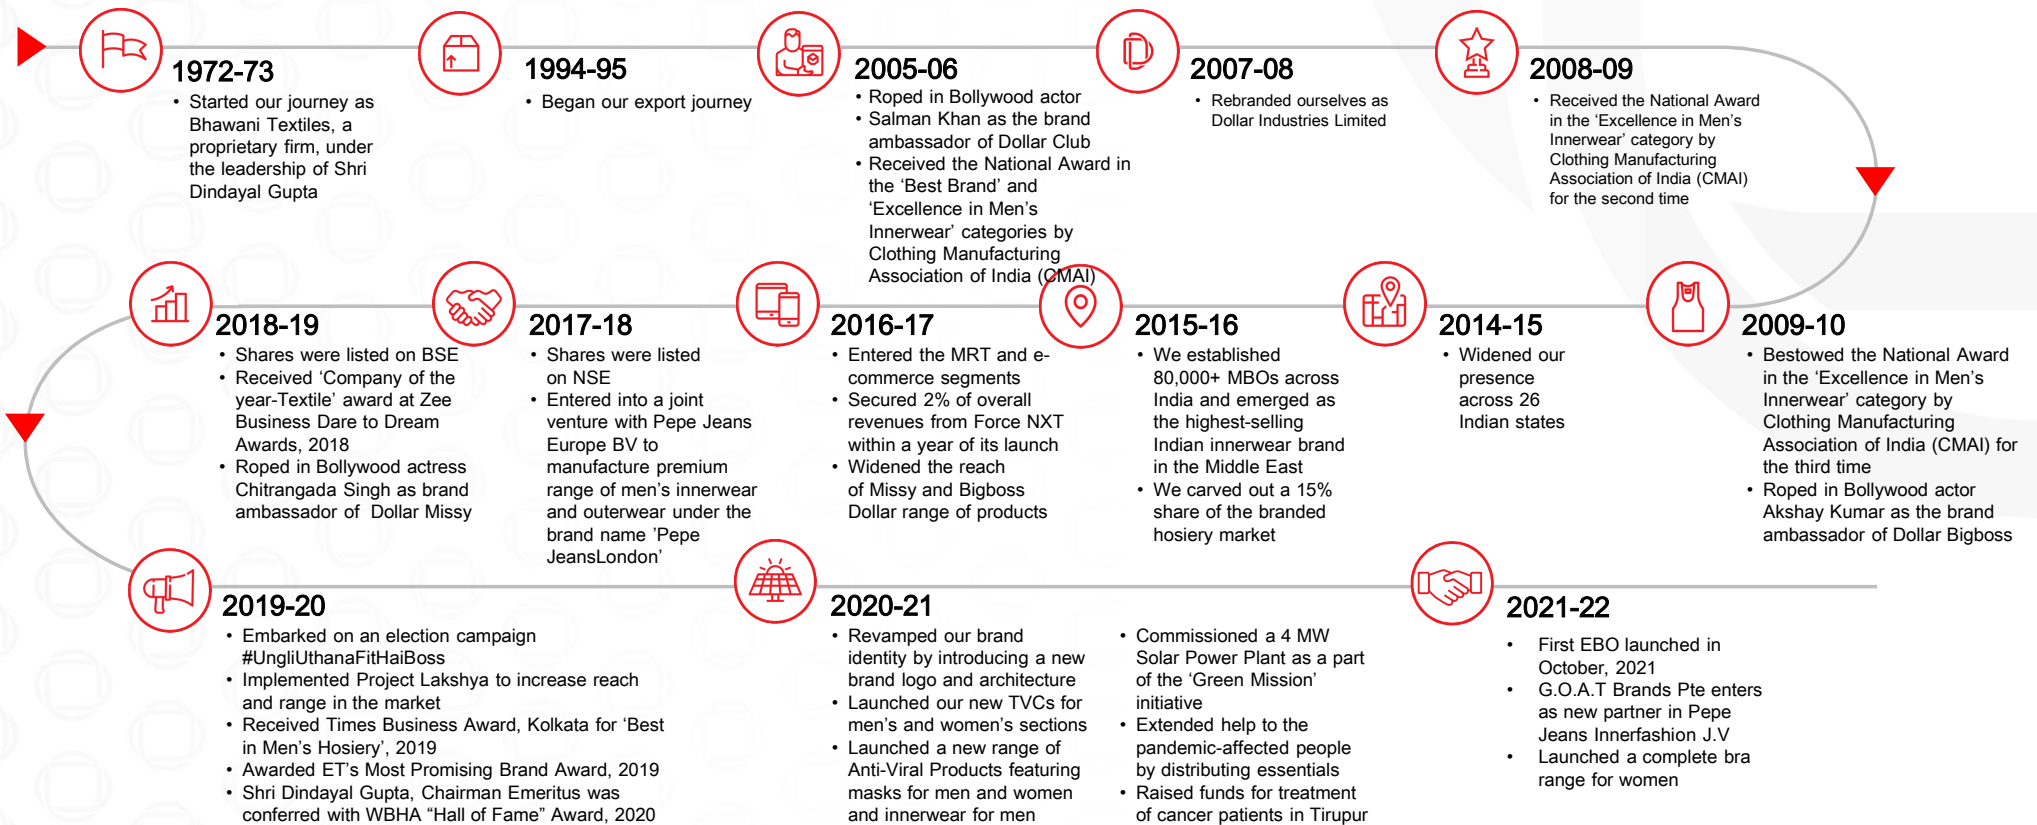 1972-73
• Started our journey as
Bhawani Textiles, a
proprietary firm, under
the leadership of Shri
Dindayal Gupta
1994-95
• Began our export journey
2005-06
• Roped in Bollywood actor
• Salman Khan as the brand
ambassador of Dollar Club
• Received the National Award in
the ‘Best Brand’ and
‘Excellence in Men’s
Innerwear’ categories by
Clothing Manufacturing
Association of India (CMAI)
2007-08
• Rebranded ourselves as
Dollar Industries Limited
2008-09
• Received the National Award
in the ‘Excellence in Men’s
Innerwear’ category by
Clothing Manufacturing
Association of India (CMAI)
for the second time
2009-10
• Bestowed the National Award
in the ‘Excellence in Men’s
Innerwear’ category by
Clothing Manufacturing
Association of India (CMAI) for
the third time
• Roped in Bollywood actor
Akshay Kumar as the brand
ambassador of Dollar Bigboss
2014-15
• Widened our
presence
across 26
Indian states
2015-16
• We established
80,000+ MBOs across
India and emerged as
the highest-selling
Indian innerwear brand
in the Middle East
• We carved out a 15%
share of the branded
hosiery market
2016-17
• Entered the MRT and e-
commerce segments
• Secured 2% of overall
revenues from Force NXT
within a year of its launch
• Widened the reach
of Missy and Bigboss
Dollar range of products
2017-18
• Shares were listed
on NSE
• Entered into a joint
venture with Pepe Jeans
Europe BV to
manufacture premium
range of men’s innerwear
and outerwear under the
brand name ’Pepe
JeansLondon’
2018-19
• Shares were listed on BSE
• Received ‘Company of the
year-Textile’ award at Zee
Business Dare to Dream
Awards, 2018
• Roped in Bollywood actress
Chitrangada Singh as brand
ambassador of Dollar Missy
2019-20
• Embarked on an election campaign
#UngliUthanaFitHaiBoss
• Implemented Project Lakshya to increase reach
and range in the market
• Received Times Business Award, Kolkata for ‘Best
in Men’s Hosiery’, 2019
• Awarded ET’s Most Promising Brand Award, 2019
• Shri Dindayal Gupta, Chairman Emeritus was
conferred with WBHA “Hall of Fame” Award, 2020
2020-21
• Revamped our brand
identity by introducing a new
brand logo and architecture
• Launched our new TVCs for
men’s and women’s sections
• Launched a new range of
Anti-Viral Products featuring
masks for men and women
and innerwear for men
• Commissioned a 4 MW
Solar Power Plant as a part
of the ‘Green Mission’
initiative
• Extended help to the
pandemic-affected people
by distributing essentials
• Raised funds for treatment
of cancer patients in Tirupur
2021-22
• First EBO launched in
October, 2021
• G.O.A.T Brands Pte enters
as new partner in Pepe
Jeans Innerfashion J.V
• Launched a complete bra
range for women